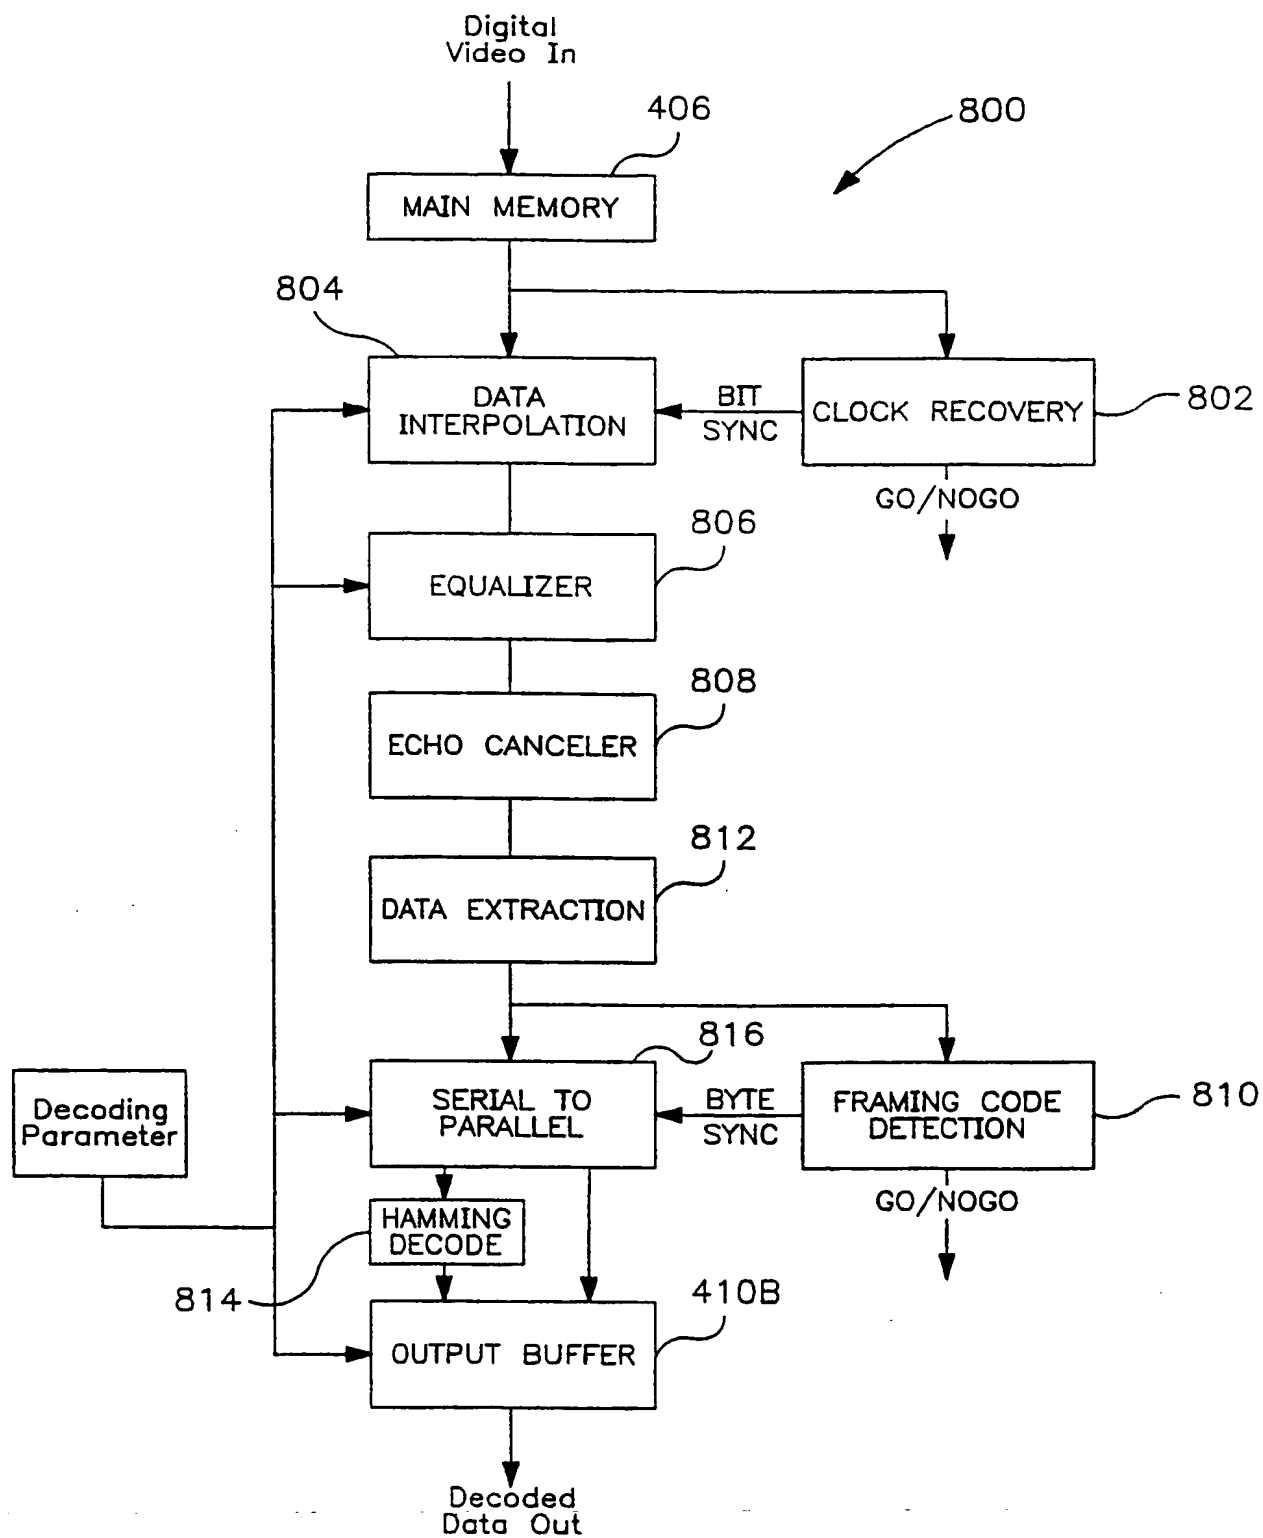 Digital
Video In
406
800
MAIN MEMORY
804
DATA
INTERPOLATION
BIT
SYNC
CLOCK RECOVERY
802
GO/NOGO
806
EQUALIZER
808
ECHO CANCELER
812
DATA EXTRACTION
816
Decoding
Parameter
SERIAL TO
PARALLEL
BYTE
SYNC
FRAMING CODE
DETECTION
810
GO/NOGO
HAMMING
DECODE
814
410B
OUTPUT BUFFER
Decoded
Data Out